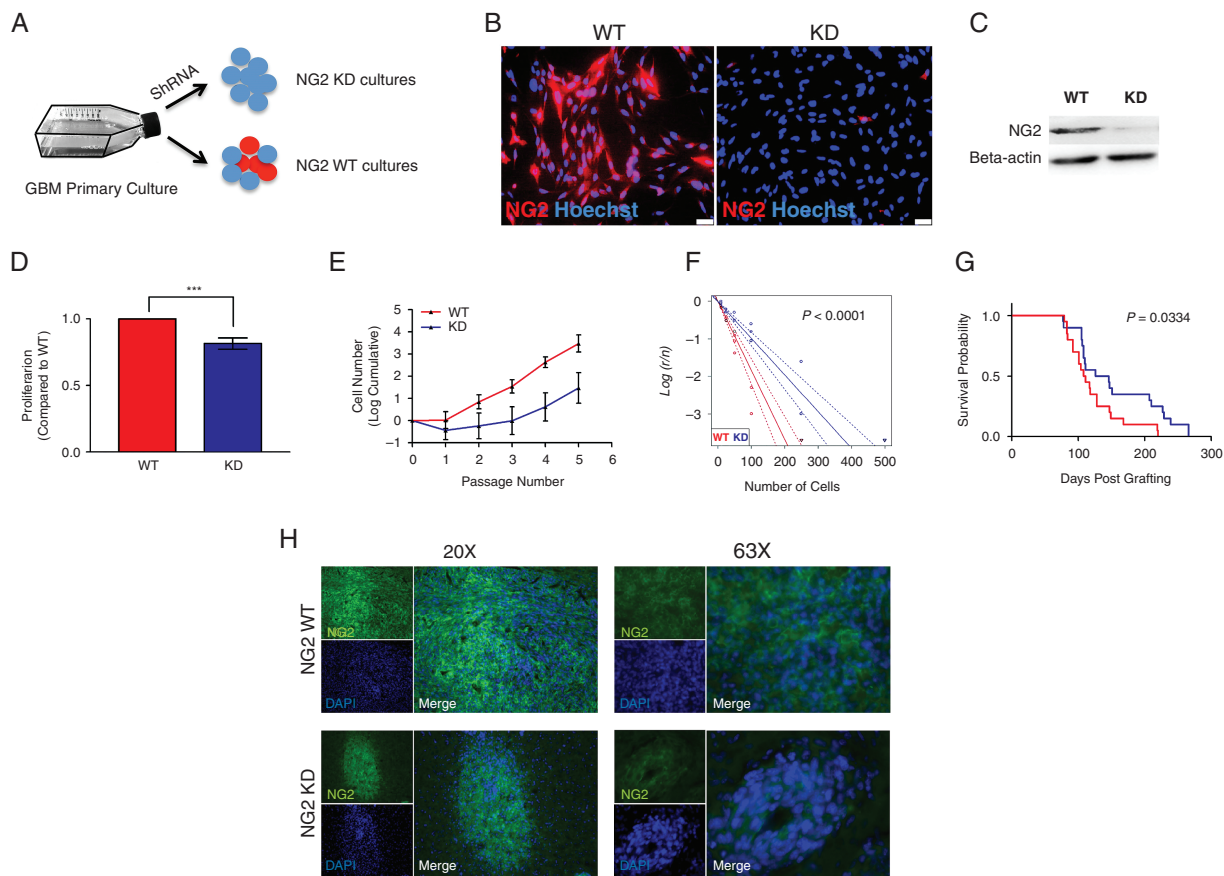 A
ShRNA
NG2 KD cultures
NG2 WT cultures
GBM Primary Culture
B
WT
KD
NG2 Hoechst
NG2 Hoechst
C
WT KD
NG2
Beta-actin
D
***
1.0
0.5
0.0
Proliferarion
(Compared to WT)
WT
KD
E
WT
KD
5
4
3
2
1
0
−1
Cell Number
(Log Cumulative)
0 1 2 3 4 5 6
Passage Number
F
P < 0.0001
0
−1
−2
−3
Log (r/n)
WT KD
0 100 200 300 400 500
Number of Cells
G
P = 0.0334
1.0
0.5
0.0
Survival Probability
0 100 200 300
Days Post Grafting
H
20X
63X
NG2 WT
NG2
DAPI
Merge
NG2
DAPI
Merge
NG2 KD
NG2
DAPI
Merge
NG2
DAPI
Merge